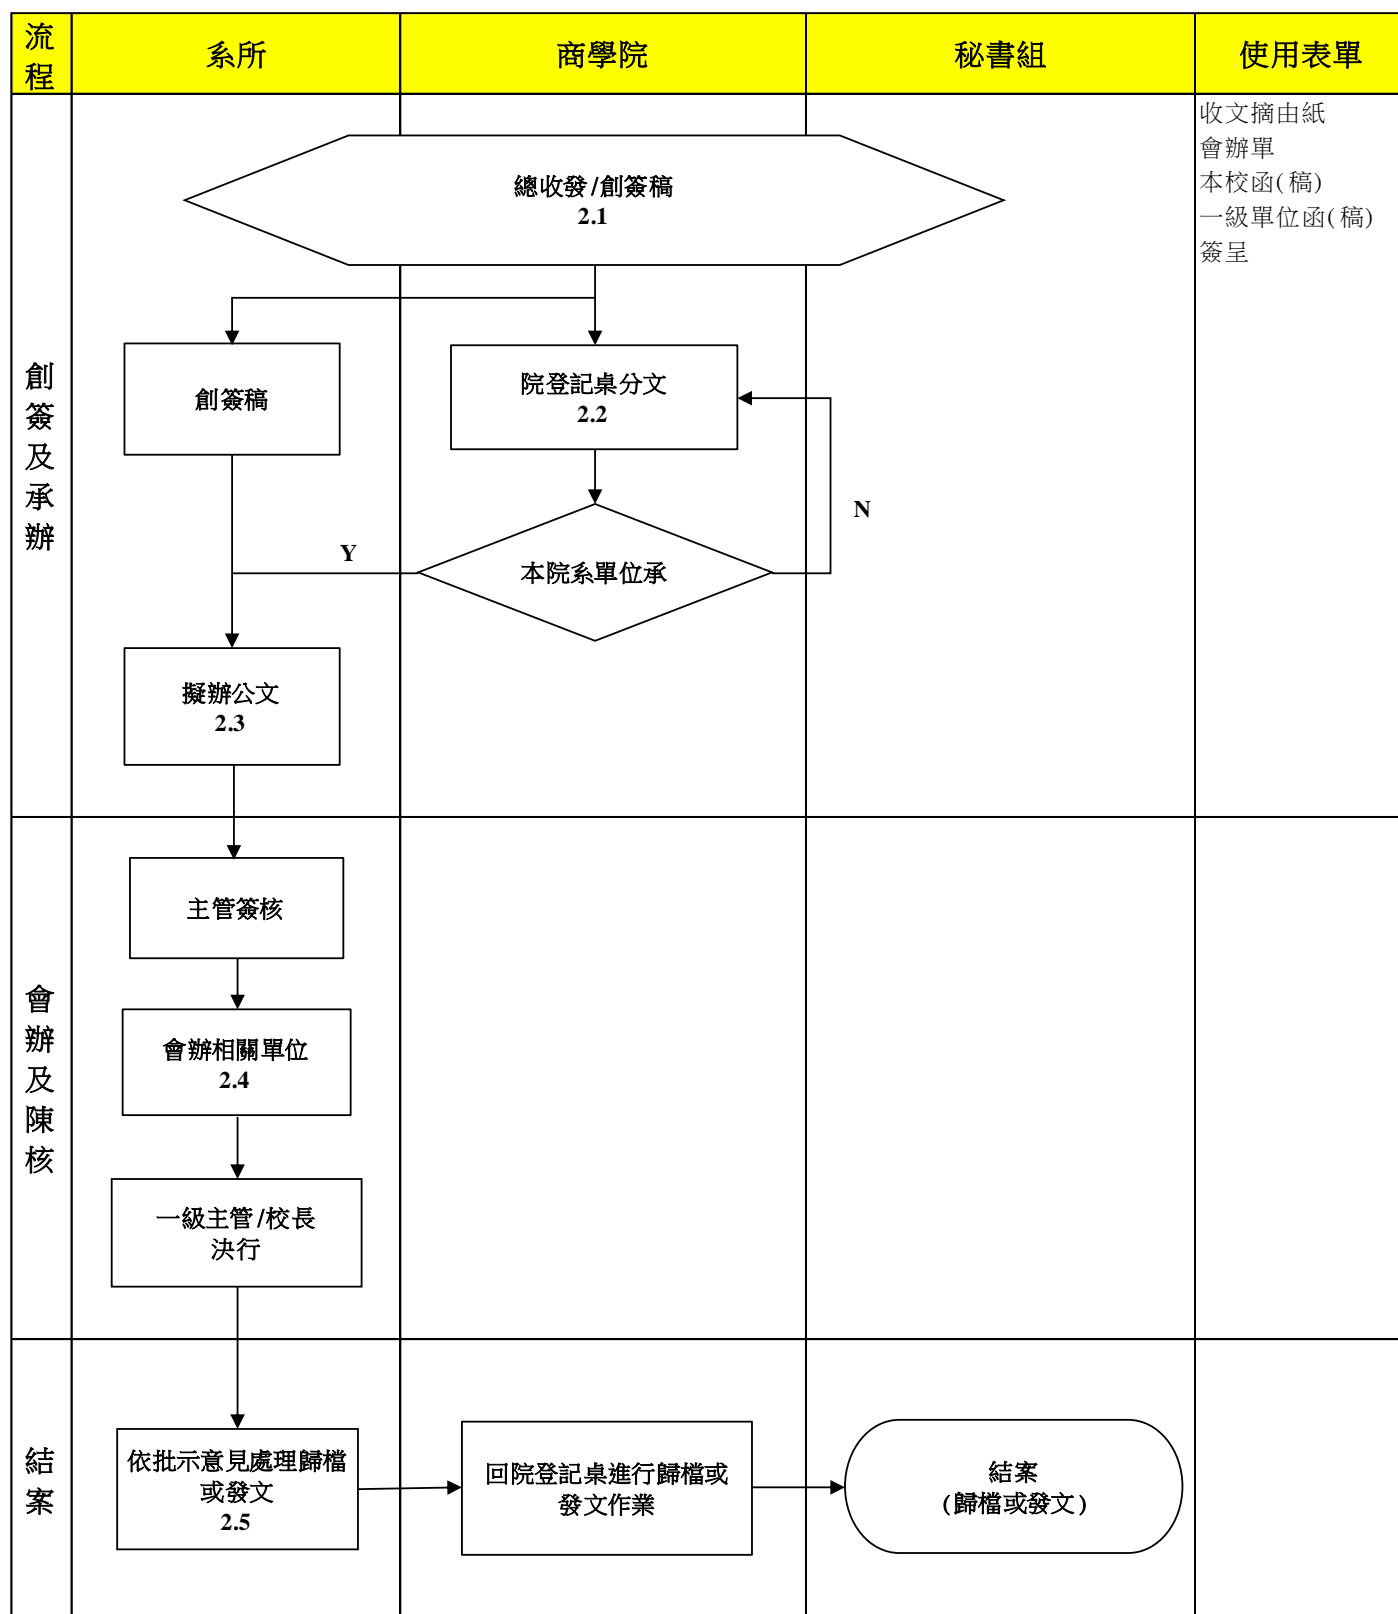 流
程
系所
商學院
秘書組
使用表單
創
簽
及
承
辦
總收發/創簽稿
2.1
收文摘由紙
會辦單
本校函(稿)
一級單位函(稿)
簽呈
創簽稿
院登記桌分文
2.2
N
Y
本院系單位承
擬辦公文
2.3
會
辦
及
陳
核
主管簽核
會辦相關單位
2.4
一級主管/校長
決行
結
案
依批示意見處理歸檔
或發文
2.5
回院登記桌進行歸檔或
發文作業
結案
(歸檔或發文)